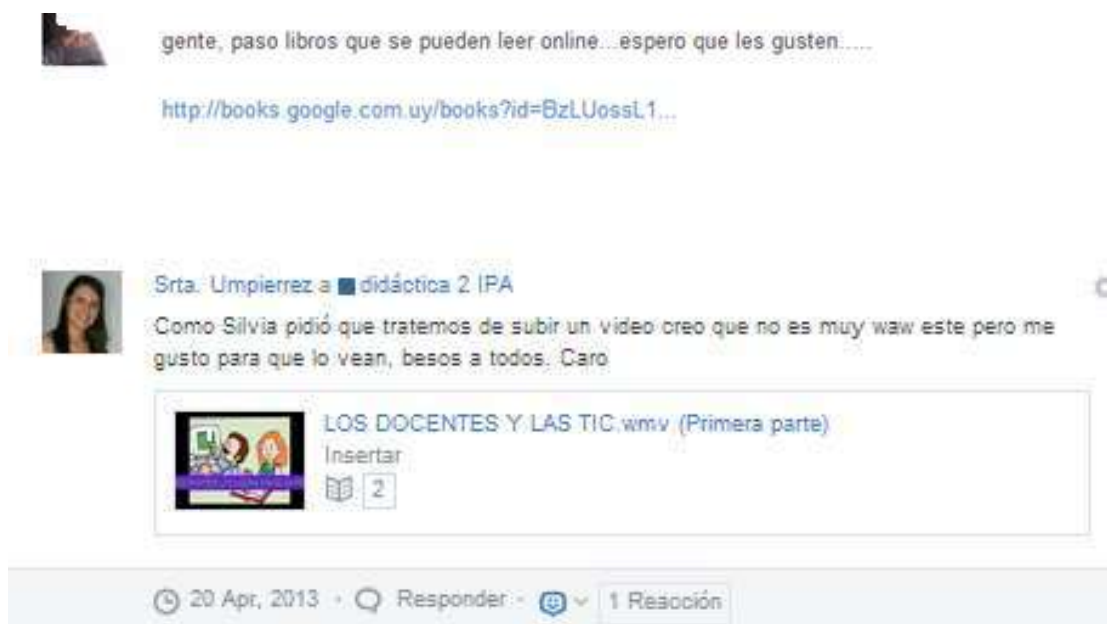 gente, paso libros que se pueden leer online...espero que les gusten.....
http://books.google.com.uy/books?id=BzLUossL1...
Srta. Umpierrez a didáctica 2 IPA
Como Silvia pidió que tratemos de subir un video creo que no es muy waw este pero me
gusto para que lo vean, besos a todos. Caro
LOS DOCENTES Y LAS TIC.wmv (Primera parte)
Insertar
2
20 Apr, 2013 · Responder · 1 Reacción